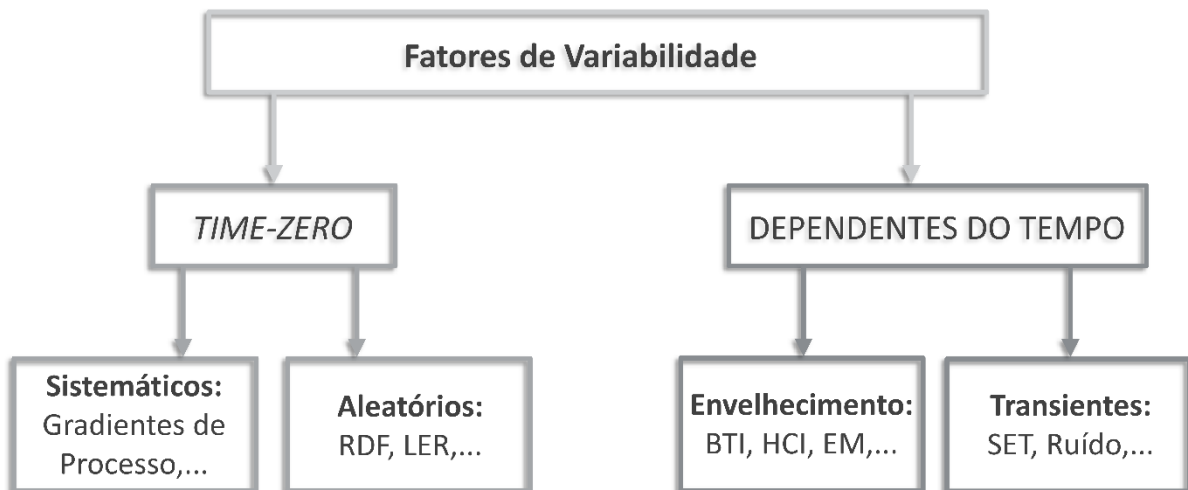 Fatores de Variabilidade
TIME-ZERO
DEPENDENTES DO TEMPO
Sistemáticos:
Gradientes de
Processo,...
Aleatórios:
RDF, LER,...
Envelhecimento:
BTI, HCI, EM,...
Transientes:
SET, Ruído,...